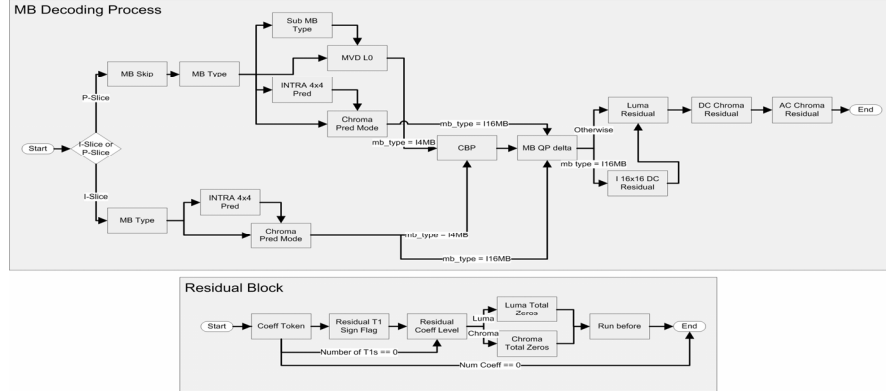 MB Decoding Process
Sub MB
Type
MB Skip
MB Type
MVD L0
P-Slice
INTRA 4x4
Pred
Chroma
Pred Mode
mb_type = I16MB
mb_type = I4MB
Start
I-Slice or
P-Slice
CBP
MB QP delta
Otherwise
mb type = I16MB
Luma
Residual
DC Chroma
Residual
AC Chroma
Residual
End
I 16x16 DC
Residual
I-Slice
MB Type
INTRA 4x4
Pred
Chroma
Pred Mode
mb_type = I4MB
mb_type = I16MB
Residual Block
Start
Coeff Token
Residual T1
Sign Flag
Residual
Coeff Level
Luma
Chroma
Luma Total
Zeros
Chroma
Total Zeros
Run before
End
Number of T1s == 0
Num Coeff == 0